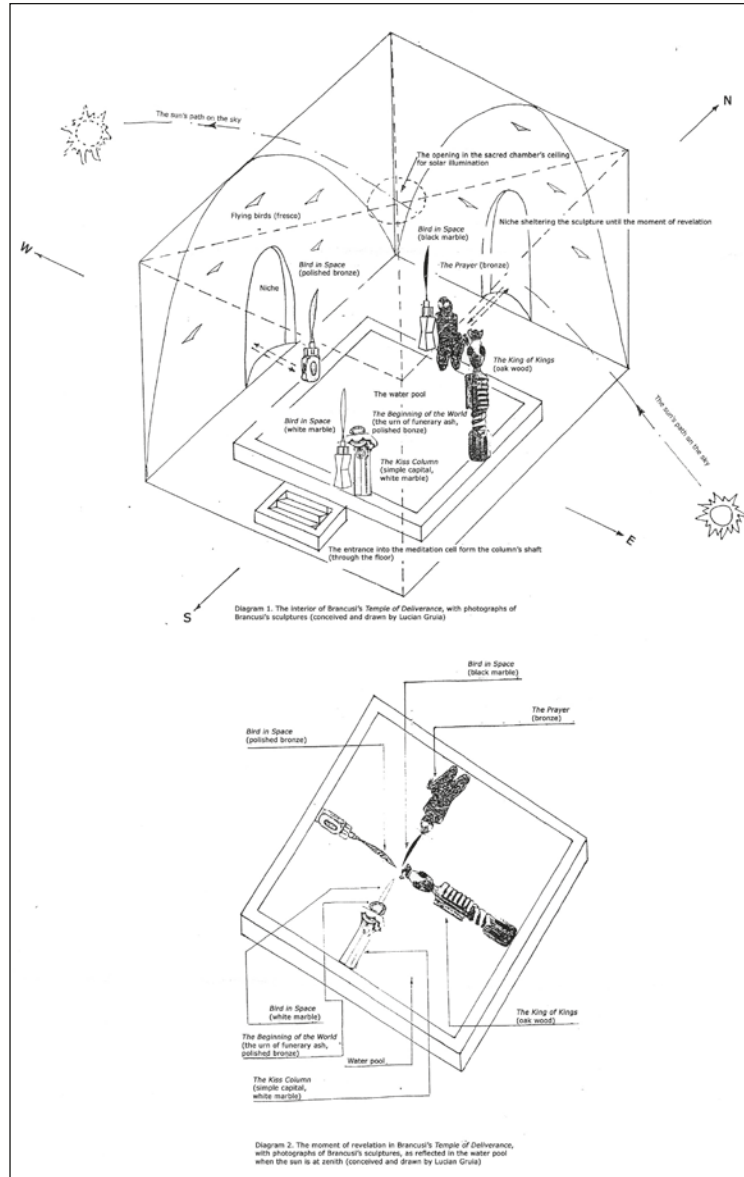 N
The sun's path on the sky
The opening in the sacred chamber's ceiling
for solar illumination
Flying birds (fresco)
Niche sheltering the sculpture until the moment of revelation
Bird in Space
(black marble)
W
Bird in Space
(polished bronze)
The Prayer (bronze)
Niche
The King of Kings
(oak wood)
The water pool
The sun's path on the sky
Bird in Space
(white marble)
The Beginning of the World
(the urn of funerary ash,
polished bonze)
The Kiss Column
(simple capital,
white marble)
E
The entrance into the meditation cell form the column's shaft
(through the floor)
S
Diagram 1. The interior of Brancusi's Temple of Deliverance, with photographs of
Brancusi's sculptures (conceived and drawn by Lucian Gruia)
Bird in Space
(black marble)
The Prayer
(bronze)
Bird in Space
(polished bronze)
Bird in Space
(white marble)
The King of Kings
(oak wood)
The Beginning of the World
(the urn of funerary ash,
polished bronze)
Water pool
The Kiss Column
(simple capital,
white marble)
Diagram 2. The moment of revelation in Brancusi's Temple of Deliverance,
with photographs of Brancusi's sculptures, as reflected in the water pool
when the sun is at zenith (conceived and drawn by Lucian Gruia)